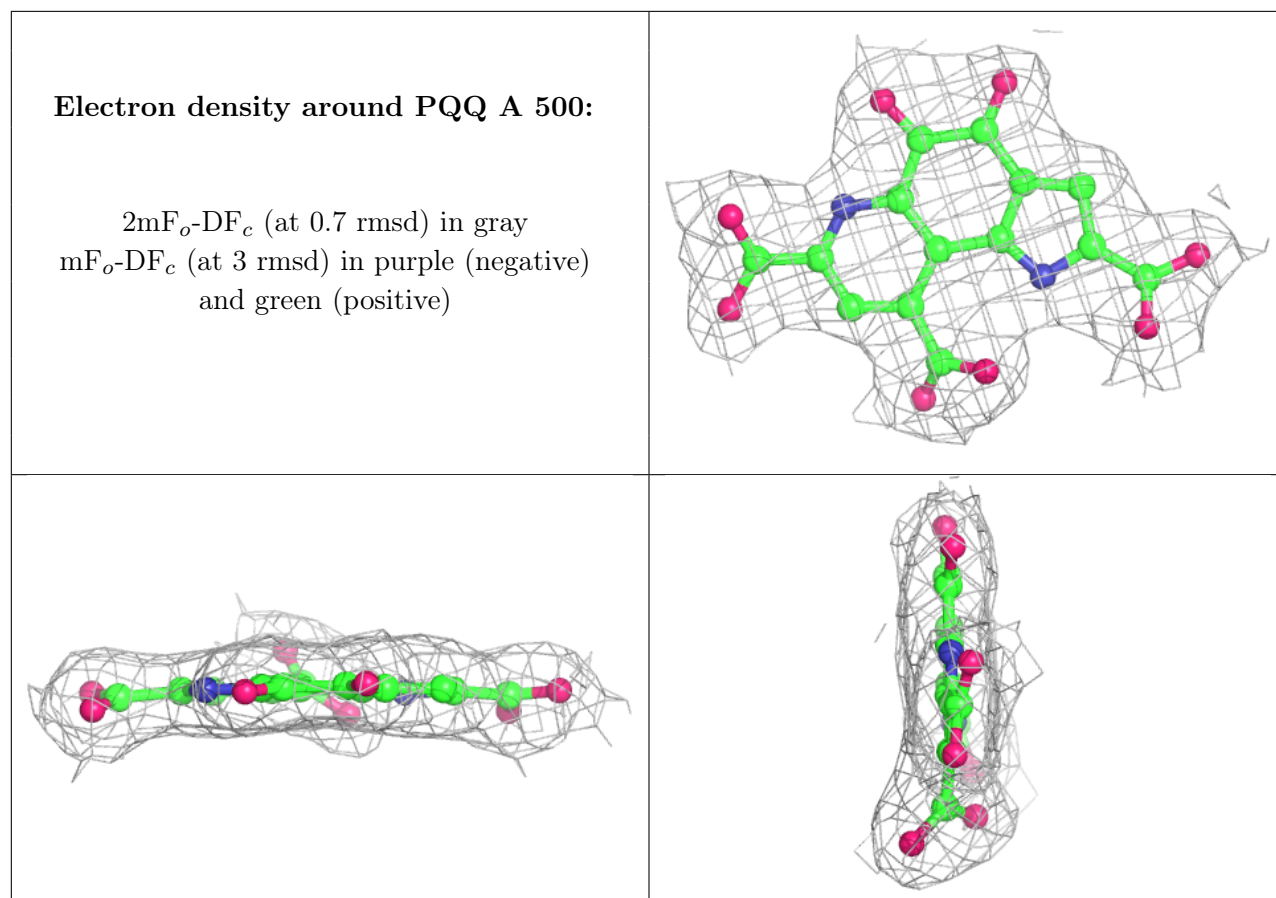 Electron density around PQQ A 500:
2mFo-DFc (at 0.7 rmsd) in gray
mFo-DFc (at 3 rmsd) in purple (negative)
and green (positive)